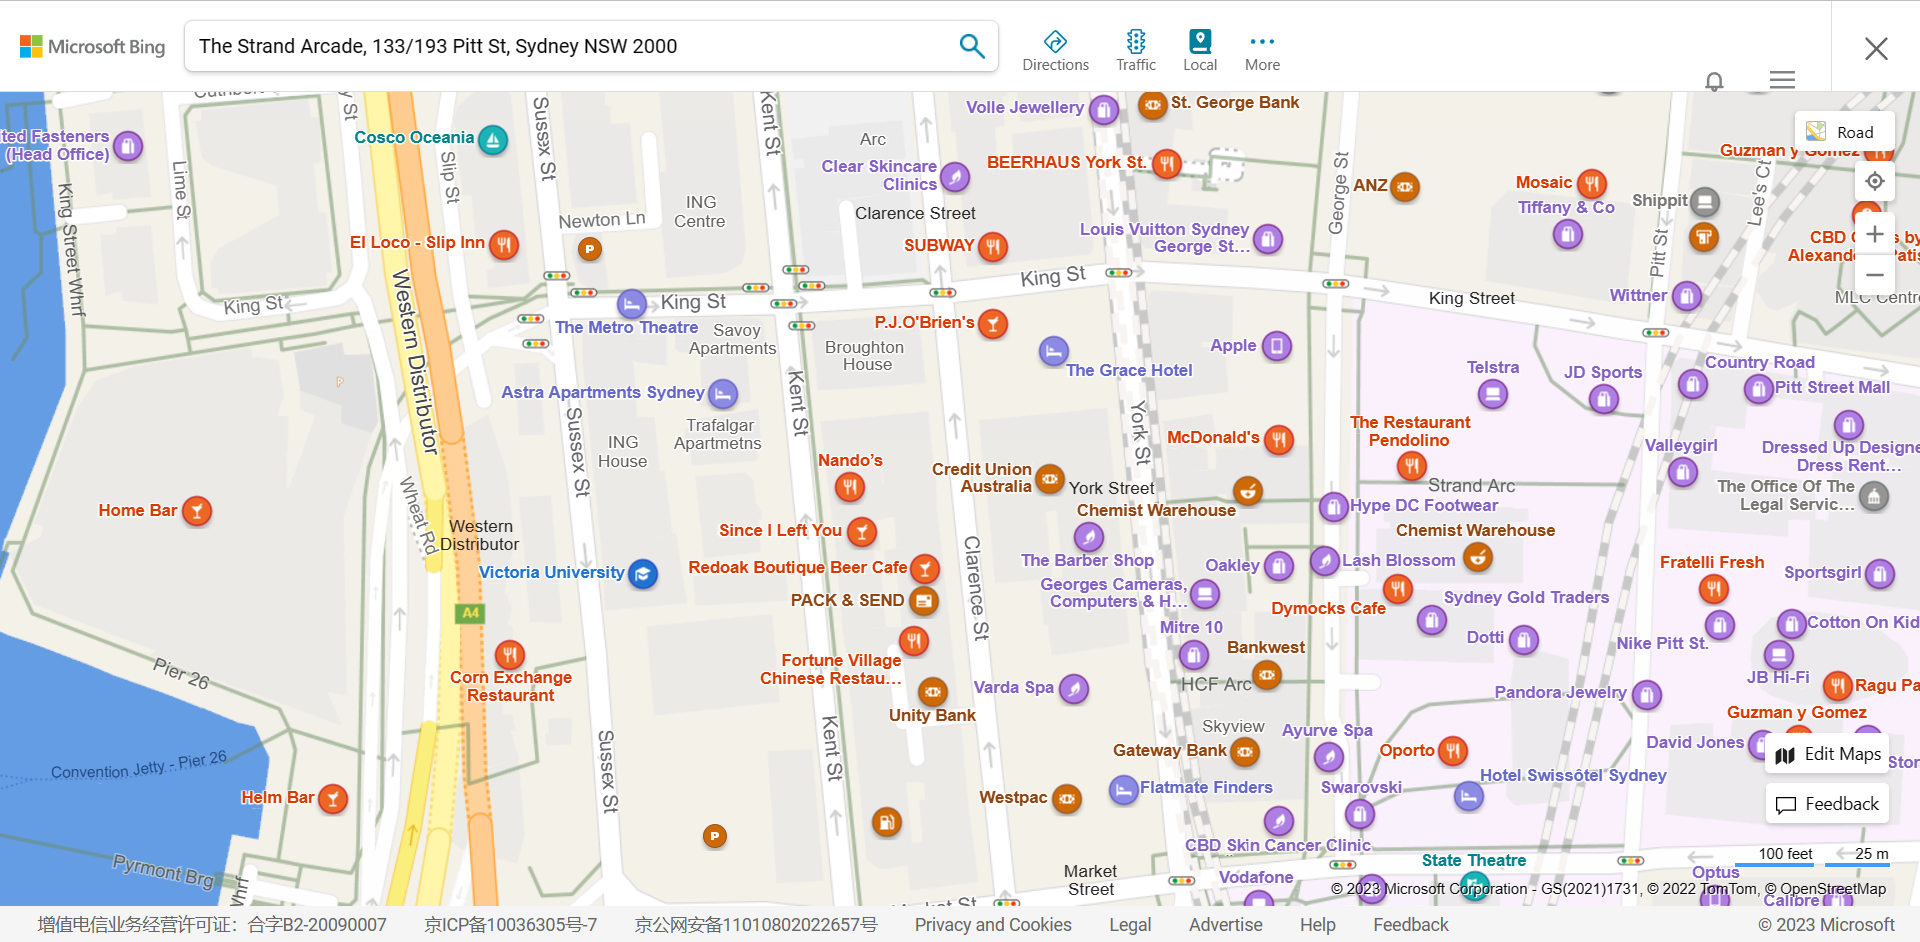 Microsoft Bing
The Strand Arcade, 133/193 Pitt St, Sydney NSW 2000
Directions
Traffic
Local
More
Road
Volle Jewellery
St. George Bank
Cosco Oceania
(Head Office)
Lime St
King Street Wharf
Slip St
Sussex St
Kent St
Arc
Clear Skincare
Clinics
BEERHAUS York St.
George St
ANZ
Mosaic
Tiffany & Co
Shippit
Guzman y Gomez
Lee's Ct
Pitt St
Newton Ln
ING
Centre
Clarence Street
El Loco - Slip Inn
P
SUBWAY
Louis Vuitton Sydney
George St...
King St
King St
King St
The Metro Theatre
Savoy
Apartments
P.J.O'Brien's
Broughton
House
The Grace Hotel
Apple
King Street
Wittner
Western Distributor
Telstra
JD Sports
Country Road
Pitt Street Mall
Astra Apartments Sydney
Trafalgar
Apartmetns
Kent St
Sussex St
ING
House
York St
McDonald's
The Restaurant
Pendolino
Valleygirl
Dressed Up Designe
Dress Rent...
Nando's
Credit Union
Australia
York Street
Chemist Warehouse
Strand Arc
Hype DC Footwear
The Office Of The
Legal Servic...
Home Bar
Wheat Rd
Western
Distributor
Since I Left You
Clarence St
The Barber Shop
Chemist Warehouse
Victoria University
Redoak Boutique Beer Cafe
PACK & SEND
Oakley
Lash Blossom
Fratelli Fresh
Sportsgirl
Georges Cameras,
Computers & H...
Dymocks Cafe
Sydney Gold Traders
A4
Mitre 10
Dotti
Nike Pitt St.
Cotton On Kid
Corn Exchange
Restaurant
Fortune Village
Chinese Restau...
Bankwest
HCF Arc
Pier 26
Varda Spa
Pandora Jewelry
JB Hi-Fi
Ragu Pa
Unity Bank
Skyview
Guzman y Gomez
Kent St
Sussex St
Gateway Bank
Ayurve Spa
Oporto
David Jones
Edit Maps
Convention Jetty - Pier 26
Helm Bar
Westpac
Flatmate Finders
Swarovski
Hotel Swissôtel Sydney
Feedback
P
CBD Skin Cancer Clinic
State Theatre
100 feet
25 m
Pyrmont Brg
Market
Street
Vodafone
Optus
Calibre
© 2023 Microsoft Corporation - GS(2021)1731, © 2022 TomTom, © OpenStreetMap
增值电信业务经营许可证：合字B2-20090007
京ICP备10036305号-7
京公网安备11010802022657号
Privacy and Cookies
Legal
Advertise
Help
Feedback
© 2023 Microsoft